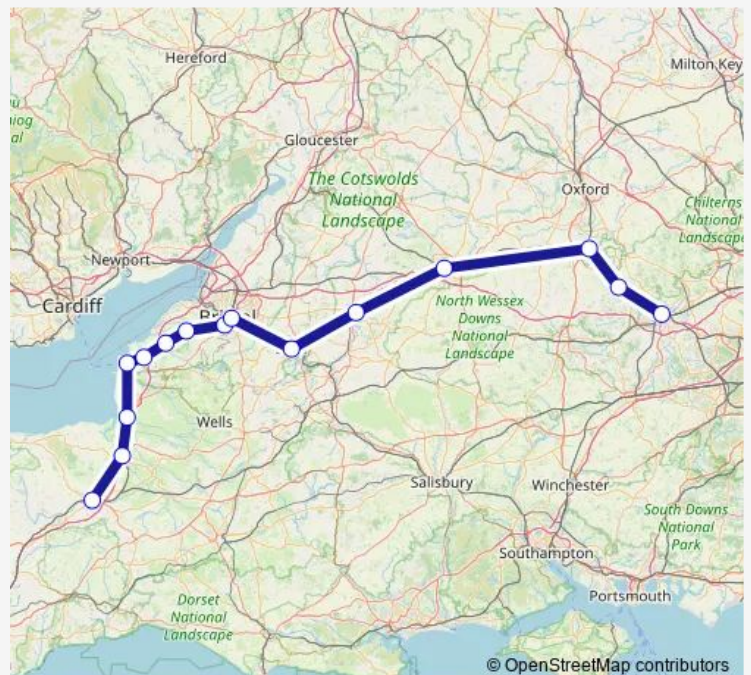 Hereford
Milton Key
Gloucester
The Cotswolds
National
Landscape
Oxford
Chilterns
National
Landscape
Newport
Cardiff
North Wessex
Downs
National
Landscape
Wells
Salisbury
Winchester
South Downs
National
Park
Southampton
Portsmouth
Dorset
National
Landscape
© OpenStreetMap contributors